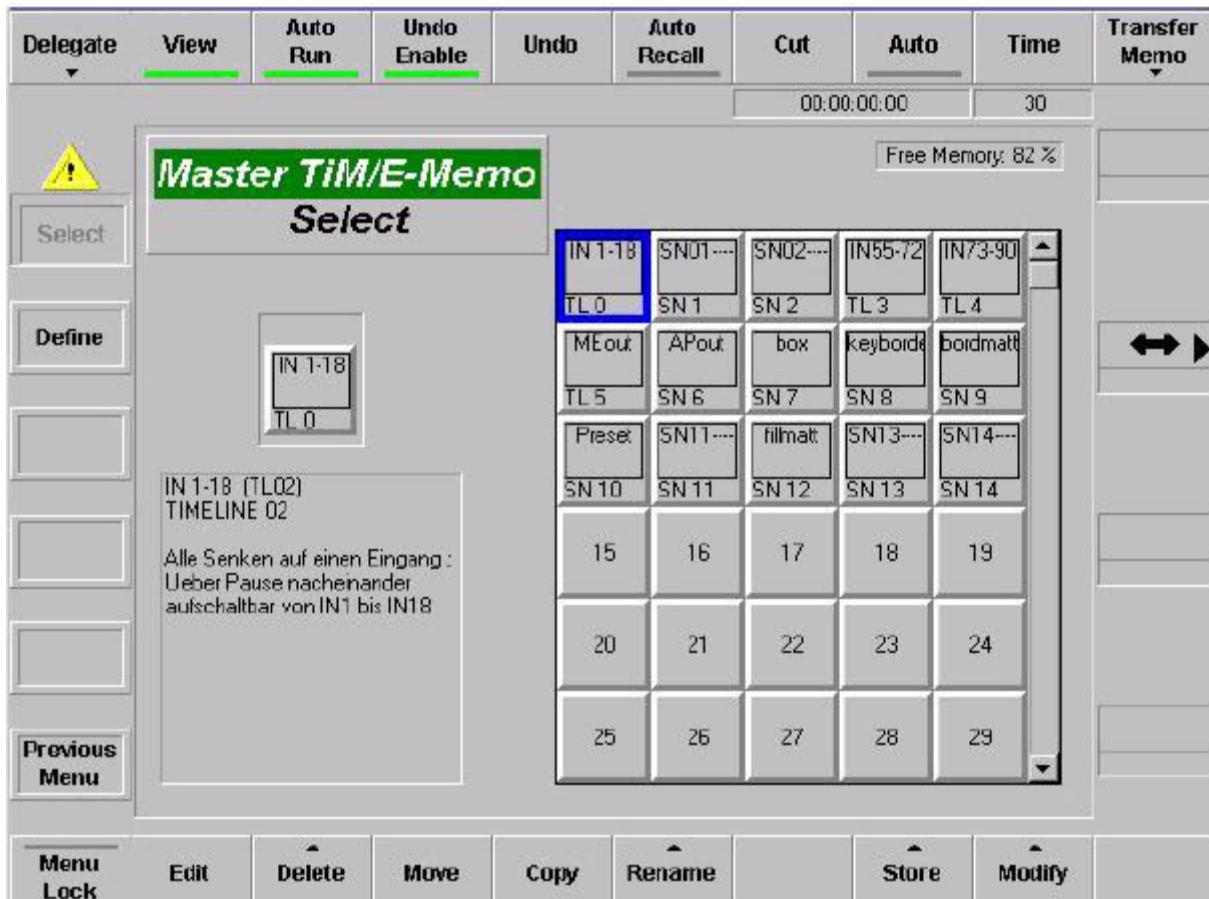 Delegate
View
Auto
Run
Undo
Enable
Undo
Auto
Recall
Cut
Auto
Time
Transfer
Memo
00:00:00:00
30
Free Memory: 82 %
Master TiM/E-Memo
Select
Select
Define
Previous
Menu
IN 1-18
TL 0
IN 1-18 (TL02)
TIMELINE 02
Alle Senken auf einen Eingang :
Ueber Pause nacheinander
aufschaltbar von IN1 bis IN18
IN 1-18
TL 0
SN01----
SN 1
SN02----
SN 2
IN55-72
TL 3
IN73-90
TL 4
MEout
TL 5
APout
SN 6
box
SN 7
keyborde
SN 8
bordmatt
SN 9
Preset
SN 10
SN11----
SN 11
fillmatt
SN 12
SN13----
SN 13
SN14----
SN 14
15
16
17
18
19
20
21
22
23
24
25
26
27
28
29
Menu
Lock
Edit
Delete
Move
Copy
Rename
Store
Modify